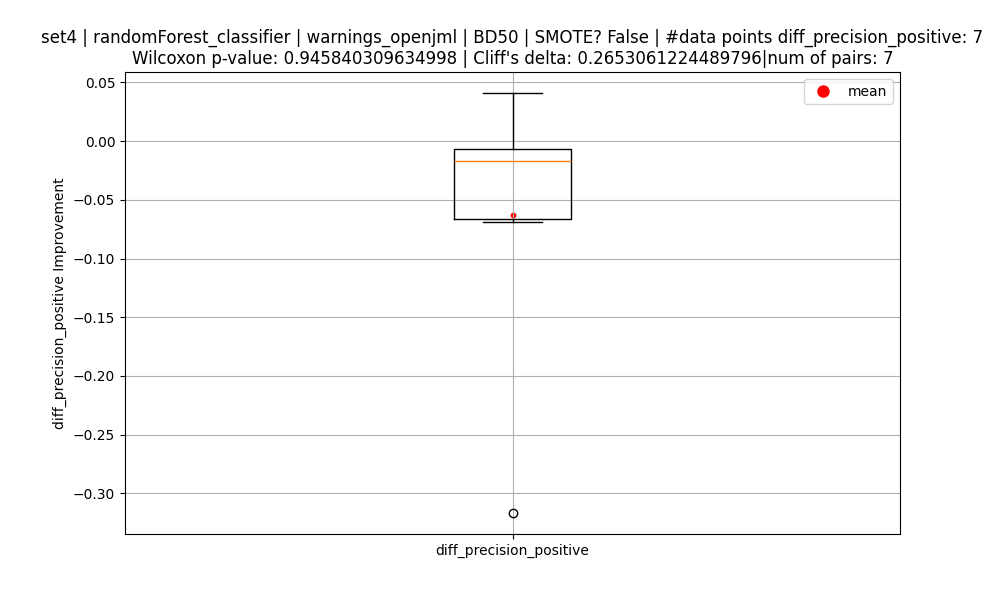 set4 | randomForest_classifier | warnings_openjml | BD50 | SMOTE? False | #data points diff_precision_positive: 7
Wilcoxon p-value: 0.945840309634998 | Cliff's delta: 0.2653061224489796|num of pairs: 7
mean
0.05
0.00
−0.05
−0.10
−0.15
−0.20
−0.25
−0.30
diff_precision_positive Improvement
diff_precision_positive